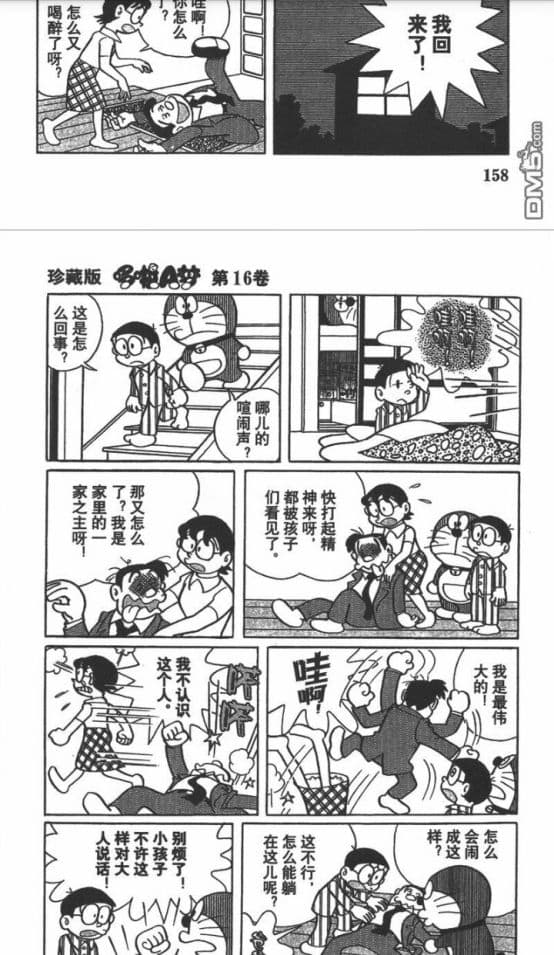 我回
来了!
你怎么
了?
怎么又
喝醉了呀?
158
DM5.com
珍藏版 哆啦A梦 第16卷
哪儿的
喧闹声?
这是怎
么回事?
快打起精
神来呀,
都被孩子
们看见了。
那又怎么
了?我是
家里的一
家之主呀!
我是最伟
大的!
哇啊!
我不认识
这个人。
怎么
会闹
成这
样?
这不行,
怎么能躺
在这儿呢?
别烦了!
小孩子
不许这
样对大
人说话!